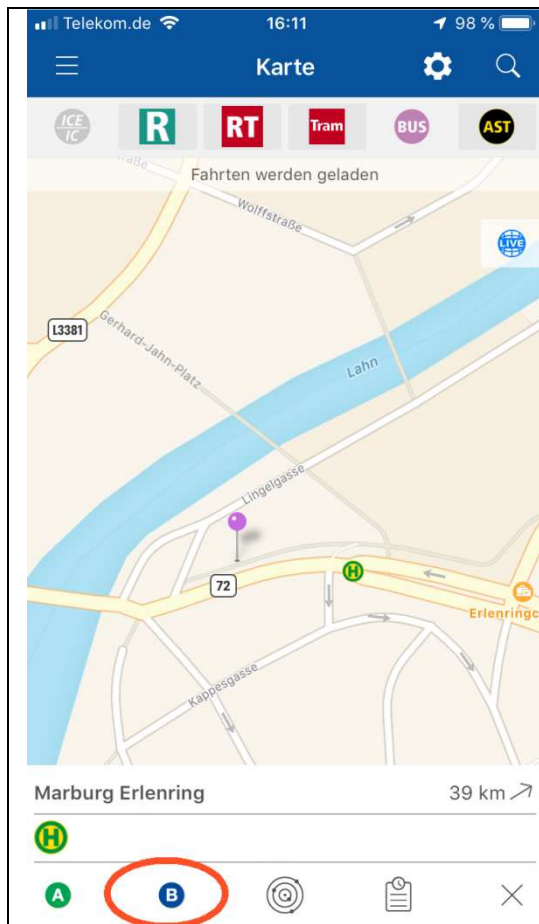 Telekom.de 16:11 98 %
Karte
ICE IC R RT Tram BUS AST
Fahrten werden geladen
Wolffstraße
LIVE
L3381
Gerhard-Jahn-Platz
Lahn
Lingelgasse
72
H
Erlenringc
Kappesgasse
Marburg Erlenring 39 km
H
A B